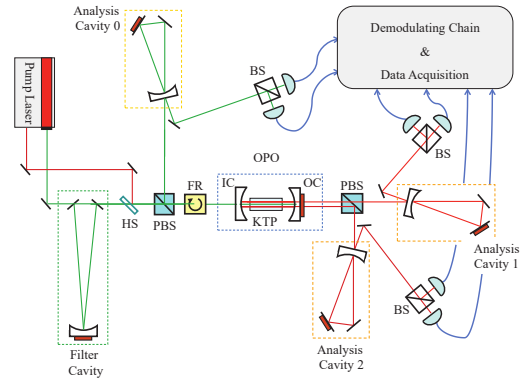 Analysis
Cavity 0
Demodulating Chain
&
Data Acquisition
BS
Pump Laser
BS
OPO
FR
IC
OC
PBS
KTP
HS
PBS
Analysis
Cavity 1
BS
Filter
Cavity
Analysis
Cavity 2